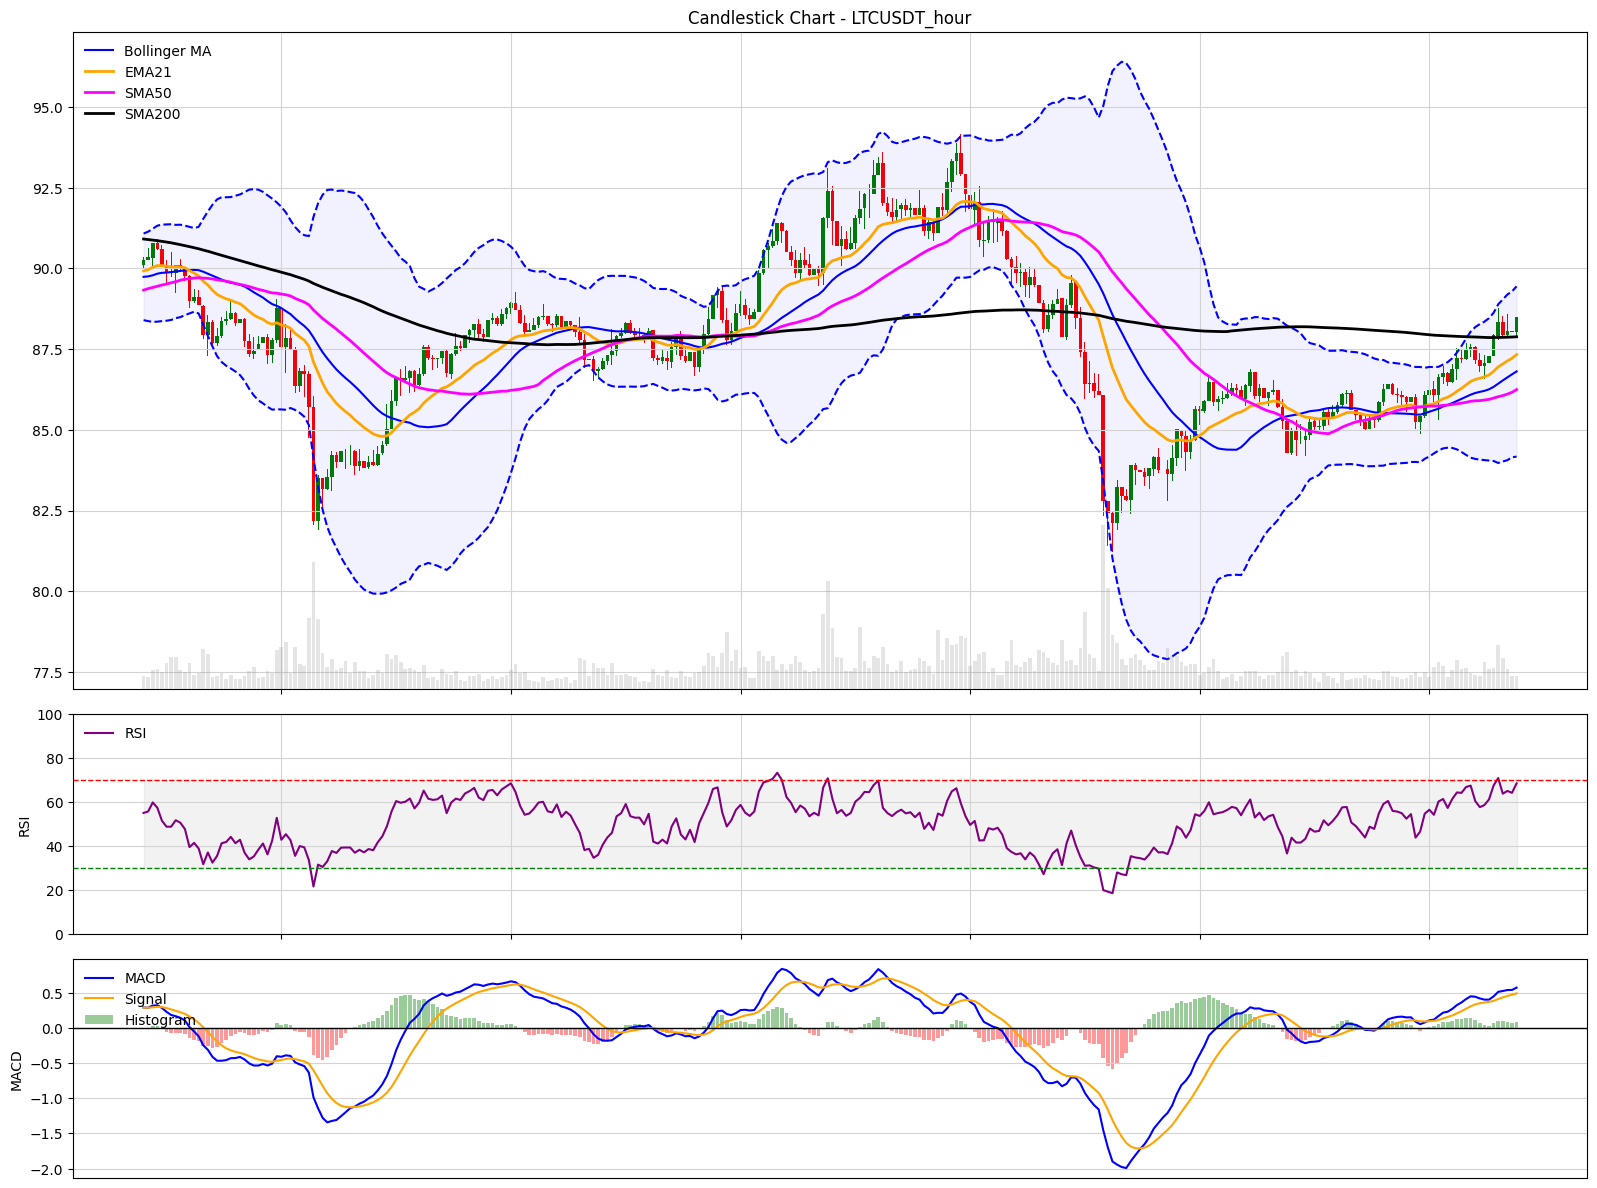 Candlestick Chart - LTCUSDT_hour
Bollinger MA
EMA21
SMA50
SMA200
95.0
92.5
90.0
87.5
85.0
82.5
80.0
77.5
RSI
100
80
60
40
20
0
RSI
MACD
Signal
Histogram
0.5
0.0
−0.5
−1.0
−1.5
−2.0
MACD